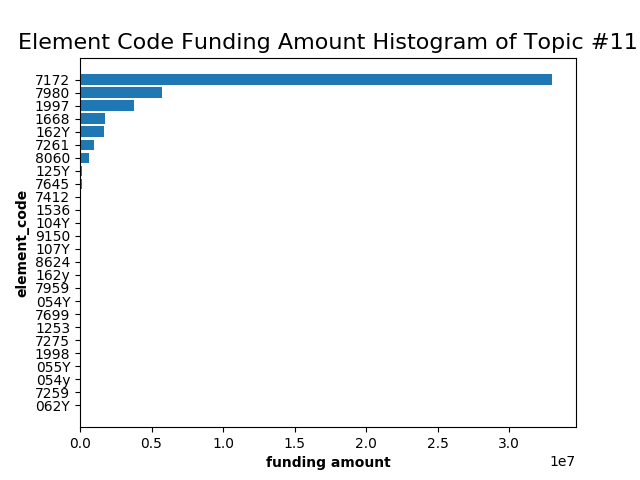 Element Code Funding Amount Histogram of Topic #11
7172
7980
1997
1668
162Y
7261
8060
125Y
7645
7412
1536
104Y
9150
107Y
8624
162y
7959
054Y
7699
1253
7275
1998
055Y
054y
7259
062Y
element_code
0.0 0.5 1.0 1.5 2.0 2.5 3.0
1e7
funding amount